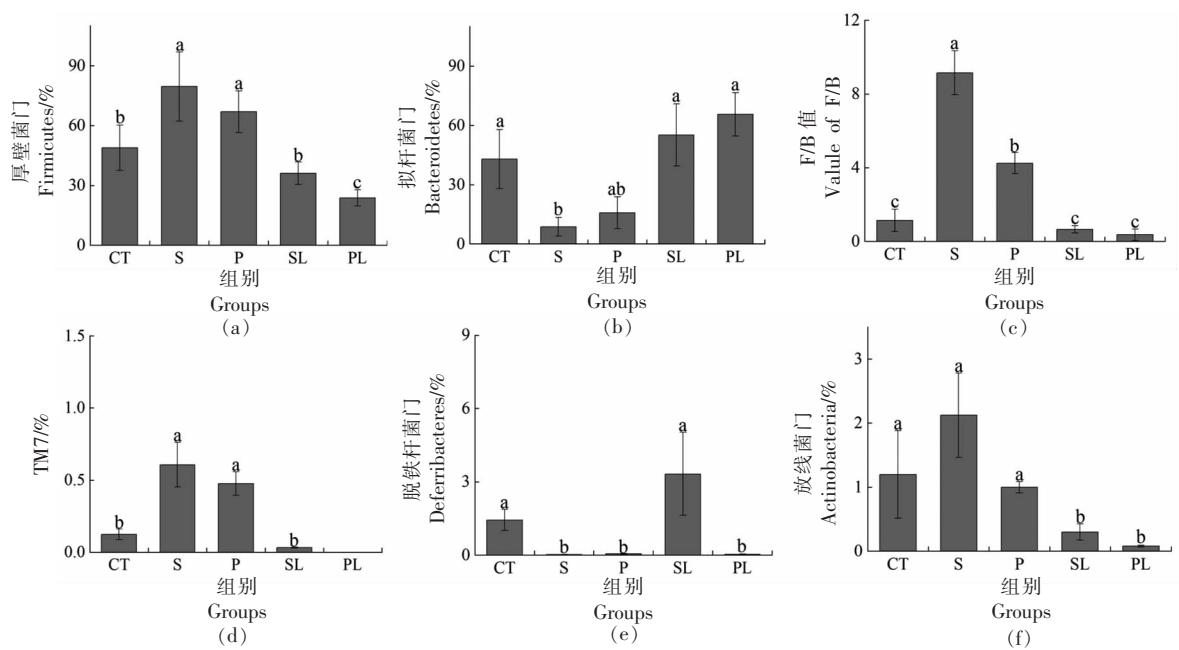 厚壁菌门
Firmicutes/%
90
60
30
0
b
a
a
b
c
CT S P SL PL
组别
Groups
(a)
拟杆菌门
Bacteroidetes/%
90
60
30
0
a
b
ab
a
a
CT S P SL PL
组别
Groups
(b)
F/B 值
Valule of F/B
12
8
4
0
c
a
b
c
c
CT S P SL PL
组别
Groups
(c)
TM7/%
1.5
1.0
0.5
0.0
b
a
a
b
CT S P SL PL
组别
Groups
(d)
脱铁杆菌门
Deferribacteres/%
9
6
3
0
a
b
b
a
b
CT S P SL PL
组别
Groups
(e)
放线菌门
Actinobacteria/%
3
2
1
0
a
a
a
b
b
CT S P SL PL
组别
Groups
(f)